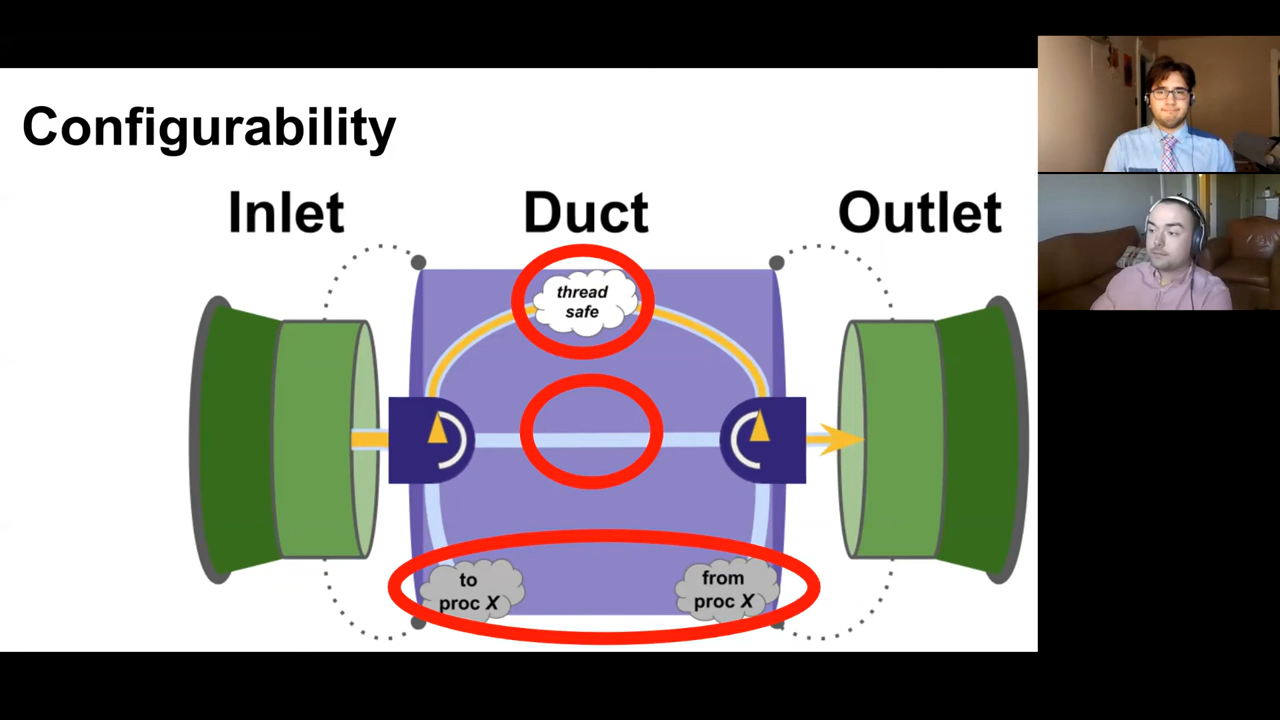 Configurability
Inlet
Duct
Outlet
thread
safe
to
proc X
from
proc X